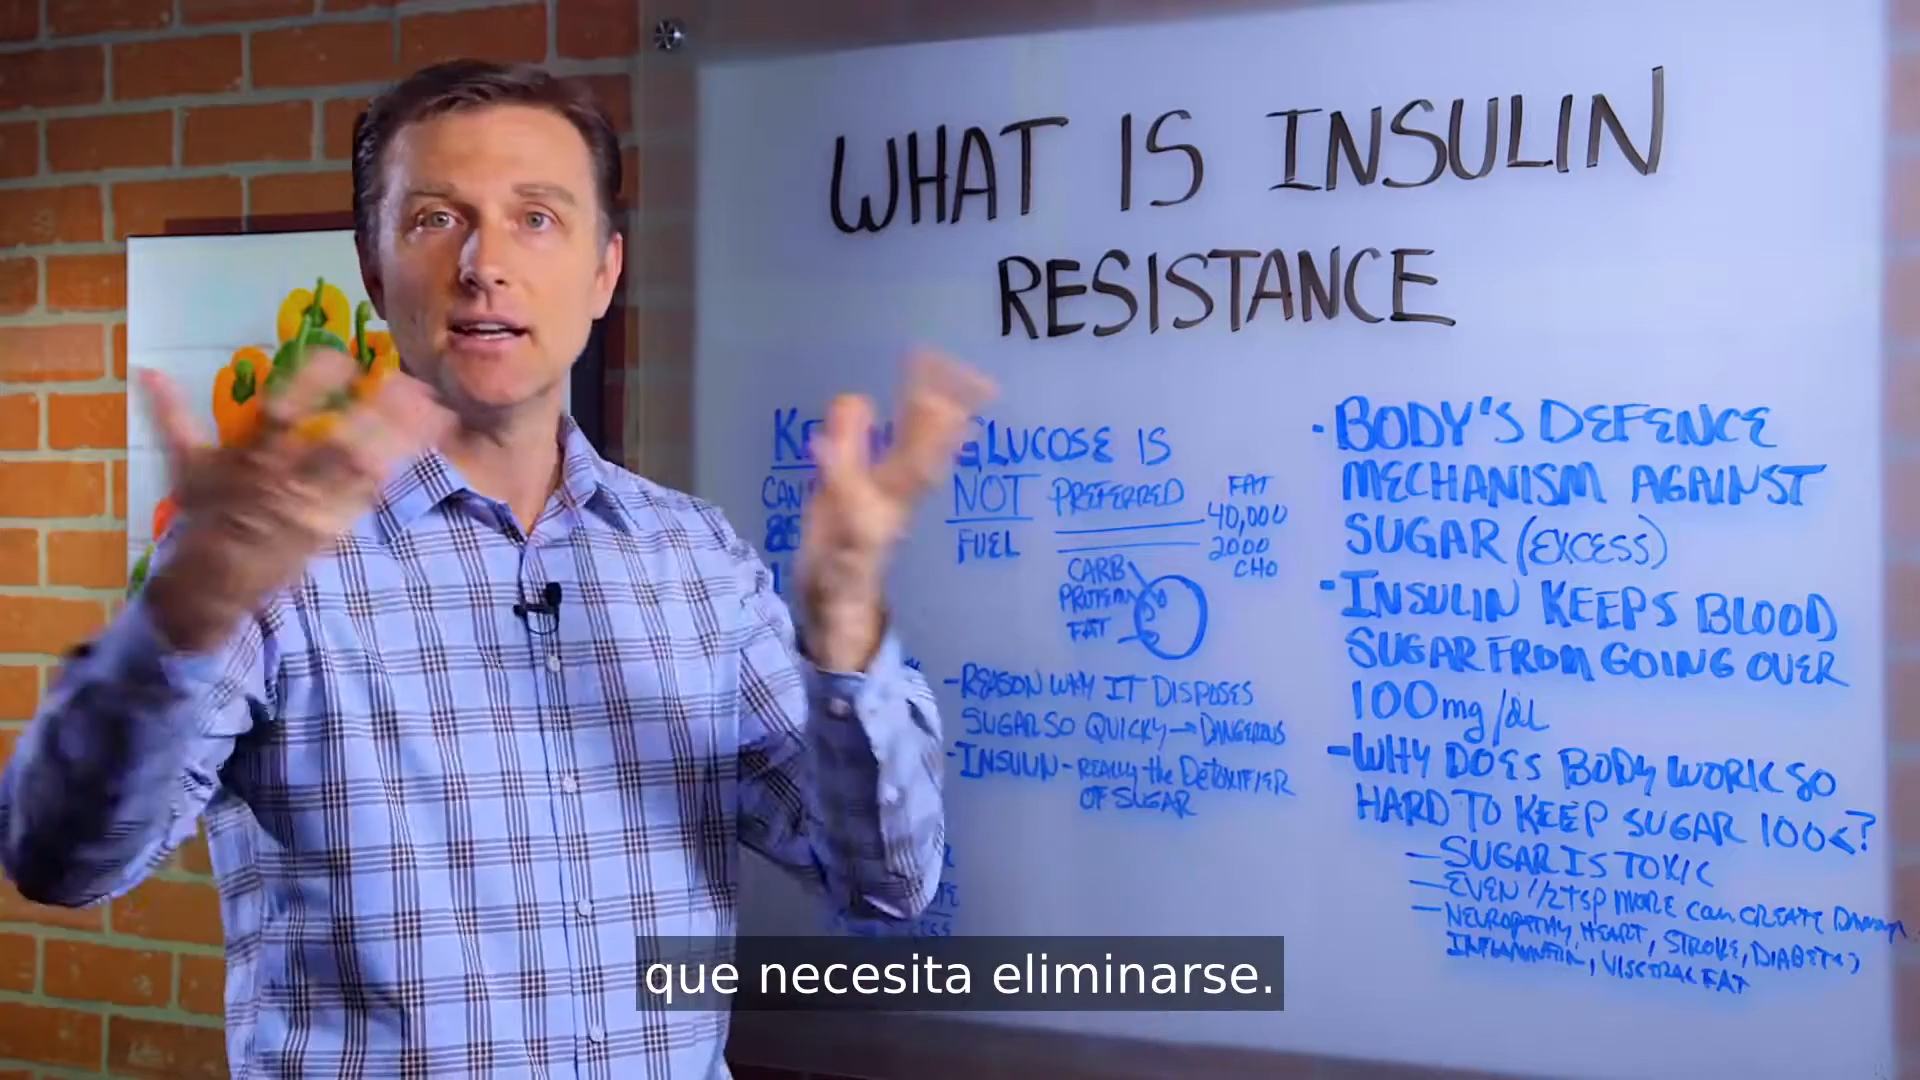 WHAT IS INSULIN
RESISTANCE
GLUCOSE IS
NOT PREFERRED
FUEL
FAT
40,000
2000
CHO
CARB
PROTEIN
FAT
-REASON WHY IT DISPOSES
SUGAR SO QUICKY→DANGEROUS
-INSULIN-REALLY the DETOXIFIER
OF SUGAR
·BODY'S DEFENCE
MECHANISM AGAINST
SUGAR (EXCESS)
·INSULIN KEEPS BLOOD
SUGAR FROM GOING OVER
100mg/dL
-WHY DOES BODY WORK SO
HARD TO KEEP SUGAR 100<?
—SUGAR IS TOXIC
—EVEN 1/2 TSP MORE can CREATE DAMAGE
—NEUROPATHY, HEART, STROKE, DIABETES
INFLAMMATION, VISCERAL FAT
que necesita eliminarse.